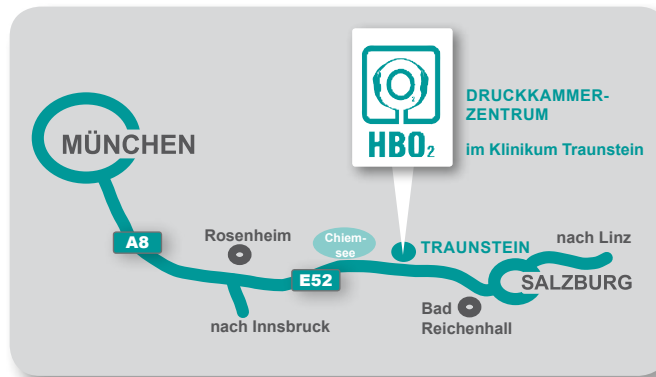 MÜNCHEN
A8
Rosenheim
nach Innsbruck
E52
Chiem-
see
O2
HBO2
DRUCKKAMMER-
ZENTRUM
im Klinikum Traunstein
TRAUNSTEIN
nach Linz
SALZBURG
Bad
Reichenhall